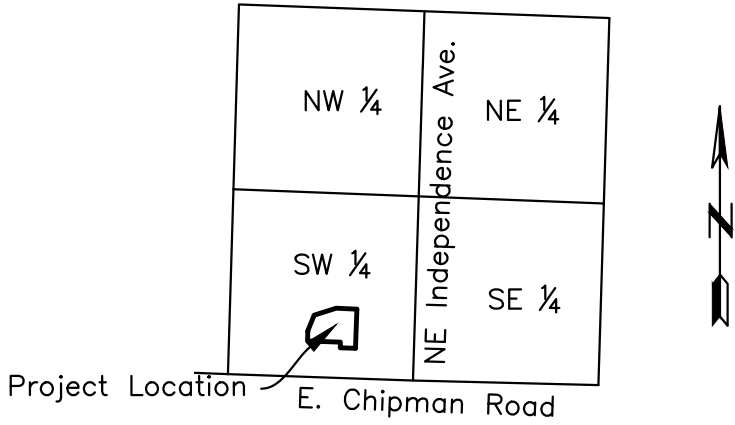 NW ¼
NE ¼
NE Independence Ave.
N
SW ¼
SE ¼
Project Location
E. Chipman Road